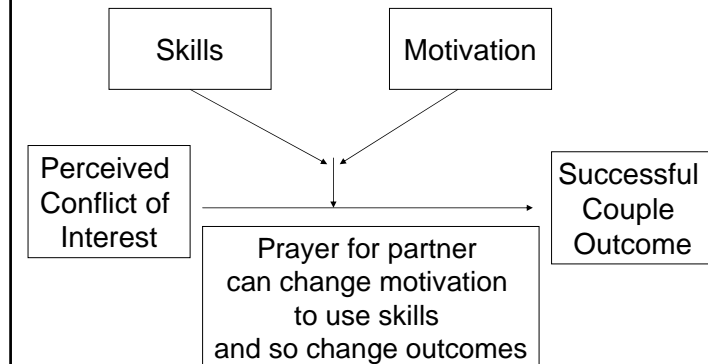 Skills
Motivation
Perceived
Conflict of
Interest
Successful
Couple
Outcome
Prayer for partner
can change motivation
to use skills
and so change outcomes